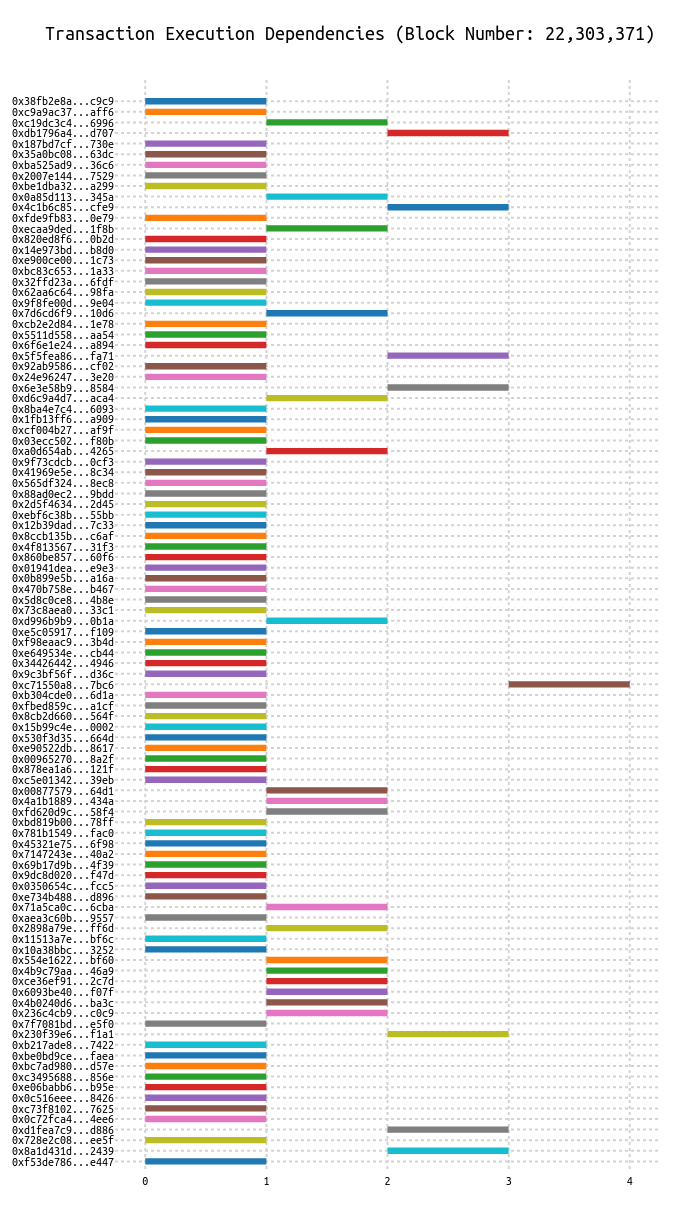 Transaction Execution Dependencies (Block Number: 22,303,371)
0x38fb2e8a...c9c9
0xc9a9ac37...aff6
0xc19dc3c4...6996
0xdb1796a4...d707
0x187bd7cf...730e
0x35a0bc08...63dc
0xba525ad9...36c6
0x2007e144...7529
0xbe1dba32...a299
0x0a85d113...345a
0x4c1b6c85...cfe9
0xfde9fb83...0e79
0xecaa9ded...1f8b
0x820ed8f6...0b2d
0x14e973bd...b8d0
0xe900ce00...1c73
0xbc83c653...1a33
0x32ffd23a...6fdf
0x62aa6c64...98fa
0x9f8fe00d...9e04
0x7d6cd6f9...10d6
0xcb2e2d84...1e78
0x5511d558...aa54
0x6f6e1e24...a894
0x5f5fea86...fa71
0x92ab9586...cf02
0x24e96247...3e20
0x6e3e58b9...8584
0xd6c9a4d7...aca4
0x8ba4e7c4...6093
0x1fb13ff6...a909
0xcf004b27...af9f
0x03ecc502...f80b
0xa0d654ab...4265
0x9f73cdcb...0cf3
0x41969e5e...8c34
0x565df324...8ec8
0x88ad0ec2...9bdd
0x2d5f4634...2d45
0xebf6c38b...55bb
0x12b39dad...7c33
0x8ccb135b...c6af
0x4f813567...31f3
0x860be857...60f6
0x01941dea...e9e3
0x0b899e5b...a16a
0x470b758e...b467
0x5d8c0ce8...4b8e
0x73c8aea0...33c1
0xd996b9b9...0b1a
0xe5c05917...f109
0xf98eaac9...3b4d
0xe649534e...cb44
0x34426442...4946
0x9c3bf56f...d36c
0xc71550a8...7bc6
0xb304cde0...6d1a
0xfbed859c...a1cf
0x8cb2d660...564f
0x15b99c4e...0002
0x530f3d35...664d
0xe90522db...8617
0x00965270...8a2f
0x878ea1a6...121f
0xc5e01342...39eb
0x00877579...64d1
0x4a1b1889...434a
0xfd620d9c...58f4
0xbd819b00...78ff
0x781b1549...fac0
0x45321e75...6f98
0x7147243e...40a2
0x69b17d9b...4f39
0x9dc8d020...f47d
0x0350654c...fcc5
0xe734b488...d896
0x71a5ca0c...6cba
0xaea3c60b...9557
0x2898a79e...ff6d
0x11513a7e...bf6c
0x10a38bbc...3252
0x554e1622...bf60
0x4b9c79aa...46a9
0xce36ef91...2c7d
0x6093be40...f07f
0x4b0240d6...ba3c
0x236c4cb9...c0c9
0x7f7081bd...e5f0
0x230f39e6...f1a1
0xb217ade8...7422
0xbe0bd9ce...faea
0xbc7ad980...d57e
0xc3495688...856e
0xe06babb6...b95e
0x0c516eee...8426
0xc73f8102...7625
0x0c72fca4...4ee6
0xd1fea7c9...d886
0x728e2c08...ee5f
0x8a1d431d...2439
0xf53de786...e447
0 1 2 3 4